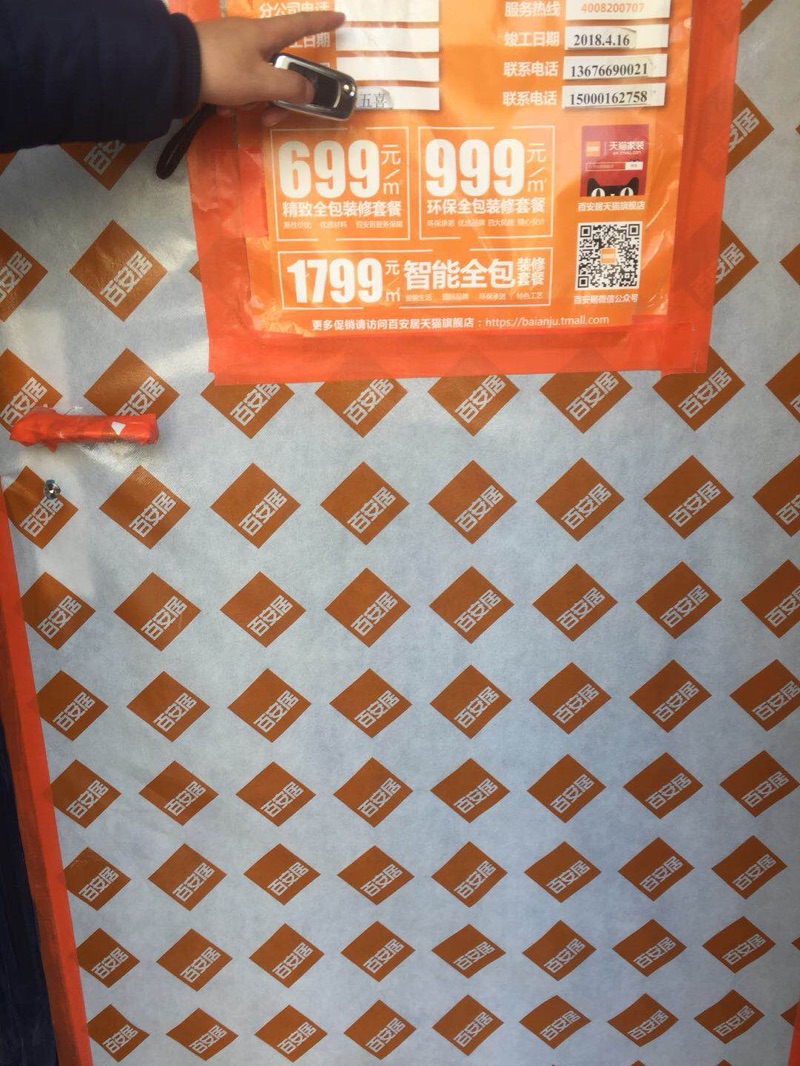 分公司电话
服务热线 4008200707
工日期
竣工日期 2018.4.16
联系电话 13676690021
五喜
联系电话 15000162758
699元/㎡
精致全包装修套餐
999元/㎡
环保全包装修套餐
天猫家装
百安居天猫旗舰店
1799元/㎡ 智能全包装修套餐
百安居微信公众号
更多促销请访问百安居天猫旗舰店：https://baianju.tmall.com
百安居